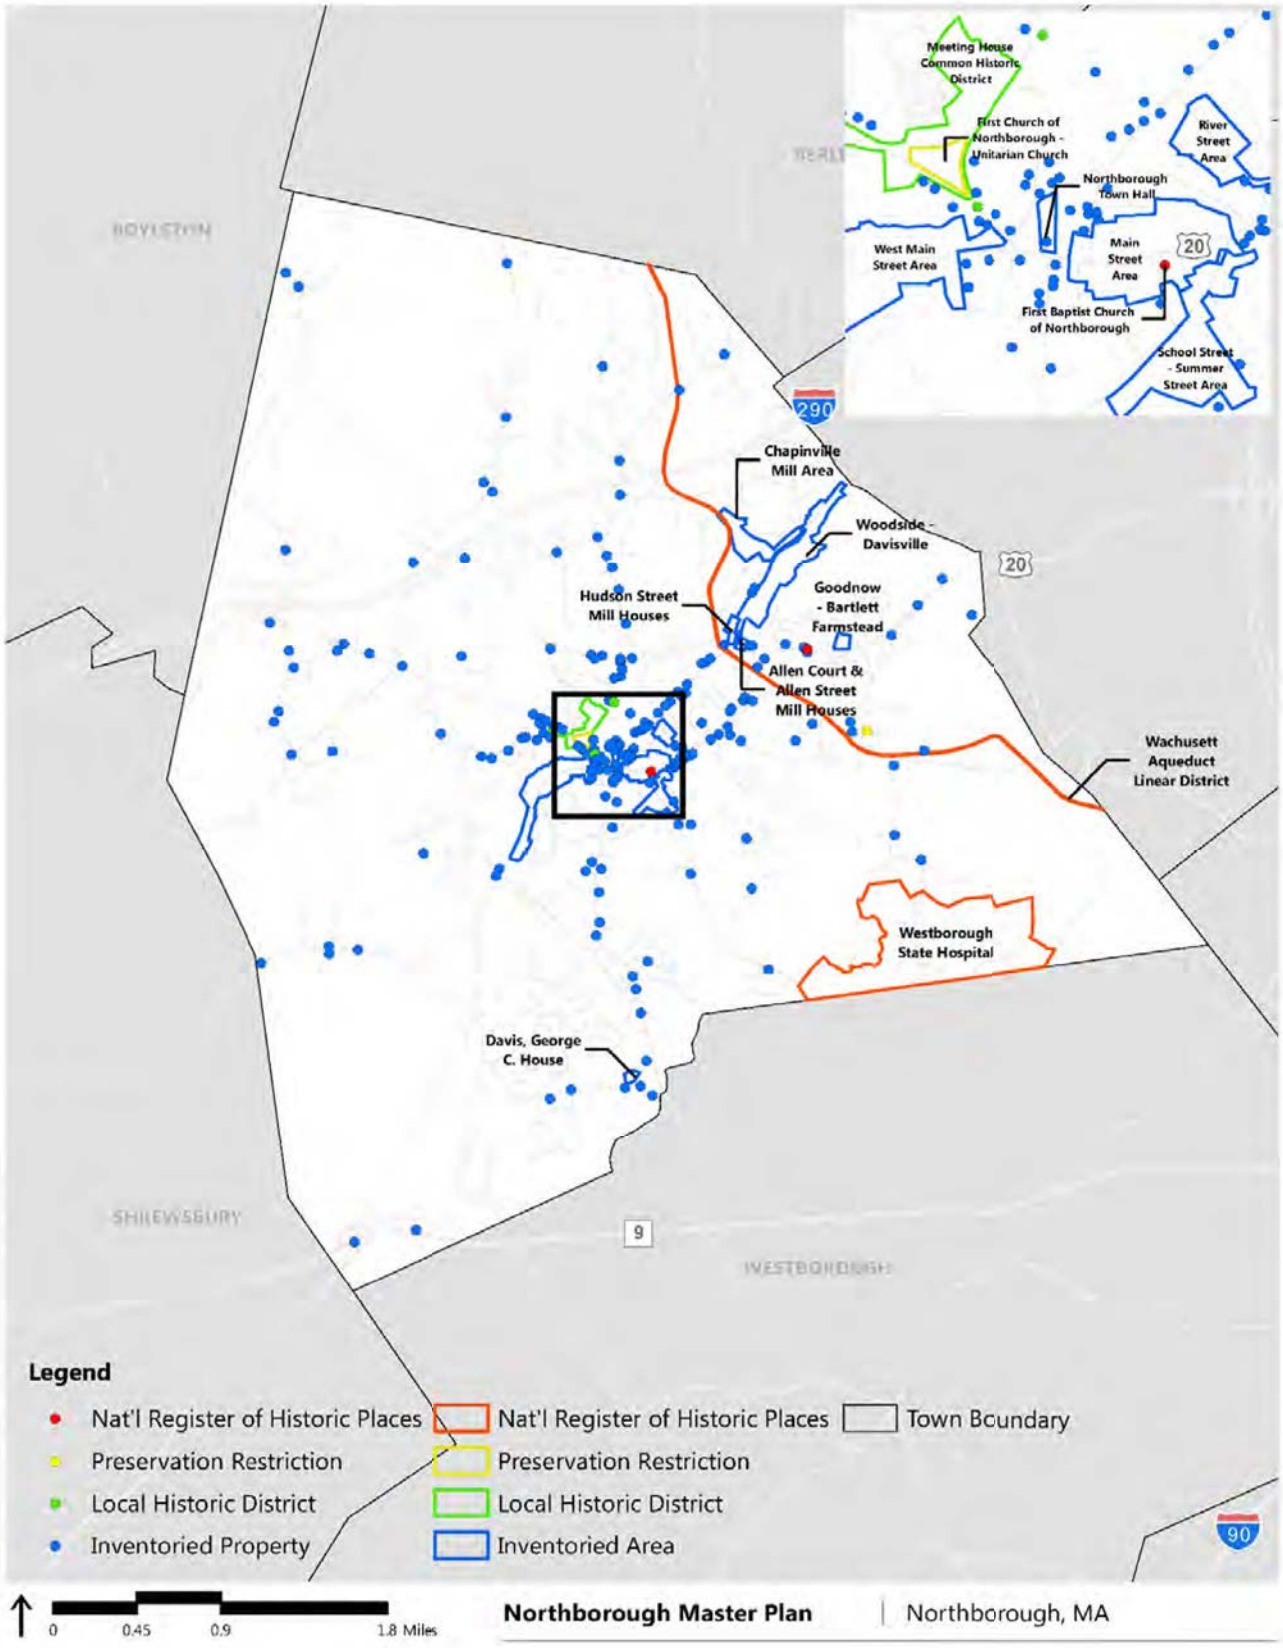 Meeting House
Common Historic
District
First Church of
Northborough -
Unitarian Church
River
Street
Area
Northborough
Town Hall
West Main
Street Area
Main
Street
Area
20
First Baptist Church
of Northborough
School Street
- Summer
Street Area
BERLI
BOYLSTON
290
Chapinville
Mill Area
Woodside -
Davisville
20
Goodnow
- Bartlett
Farmstead
Hudson Street
Mill Houses
Allen Court &
Allen Street
Mill Houses
Wachusett
Aqueduct
Linear District
Westborough
State Hospital
Davis, George
C. House
SHREWSBURY
9
WESTBOROUGH
Legend
Nat'l Register of Historic Places
Preservation Restriction
Local Historic District
Inventoried Property
Nat'l Register of Historic Places
Preservation Restriction
Local Historic District
Inventoried Area
Town Boundary
90
0 0.45 0.9 1.8 Miles
Northborough Master Plan | Northborough, MA